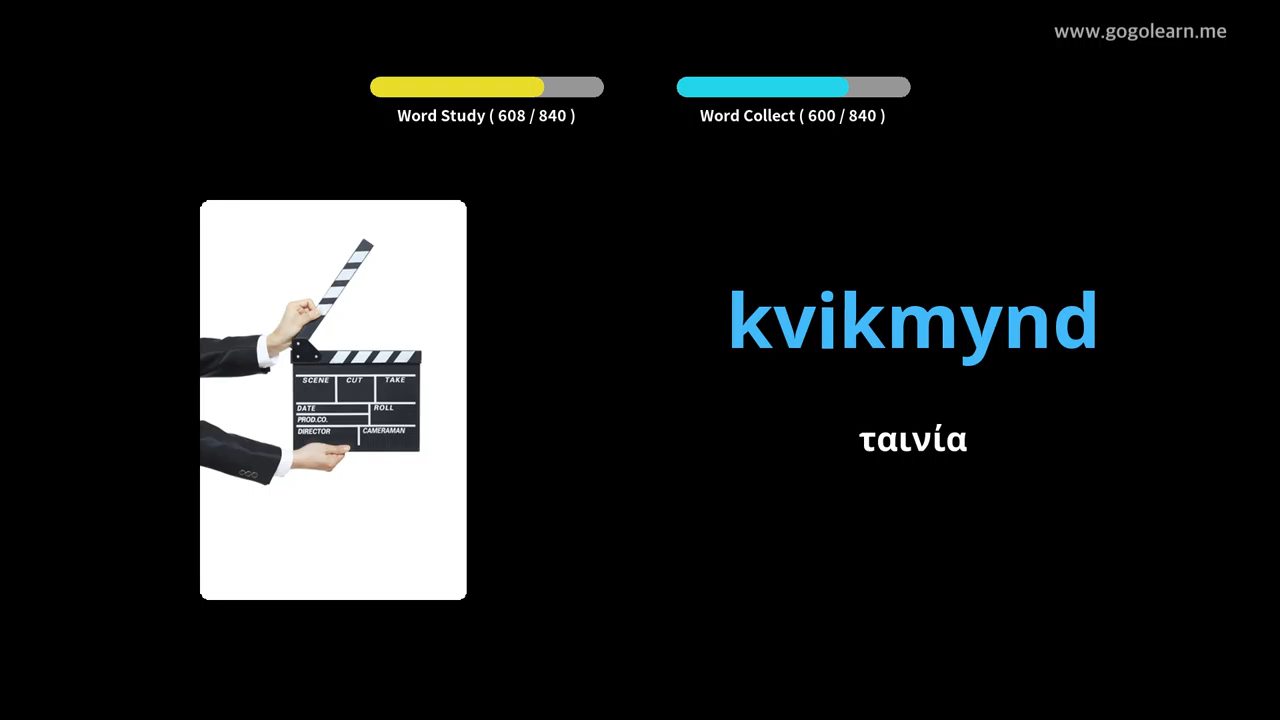 www.gogolearn.me
Word Study ( 608 / 840 )
Word Collect ( 600 / 840 )
SCENE CUT TAKE
DATE ROLL
PROD.CO.
DIRECTOR CAMERAMAN
kvikmynd
ταινία